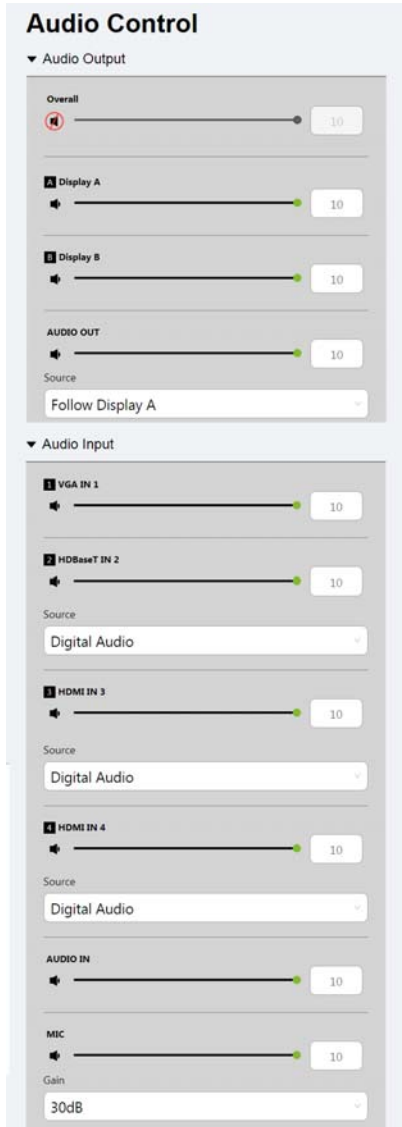 Audio Control
Audio Output
Overall
10
A Display A
10
B Display B
10
AUDIO OUT
10
Source
Follow Display A
Audio Input
1 VGA IN 1
10
2 HDBaseT IN 2
10
Source
Digital Audio
3 HDMI IN 3
10
Source
Digital Audio
4 HDMI IN 4
10
Source
Digital Audio
AUDIO IN
10
MIC
10
Gain
30dB